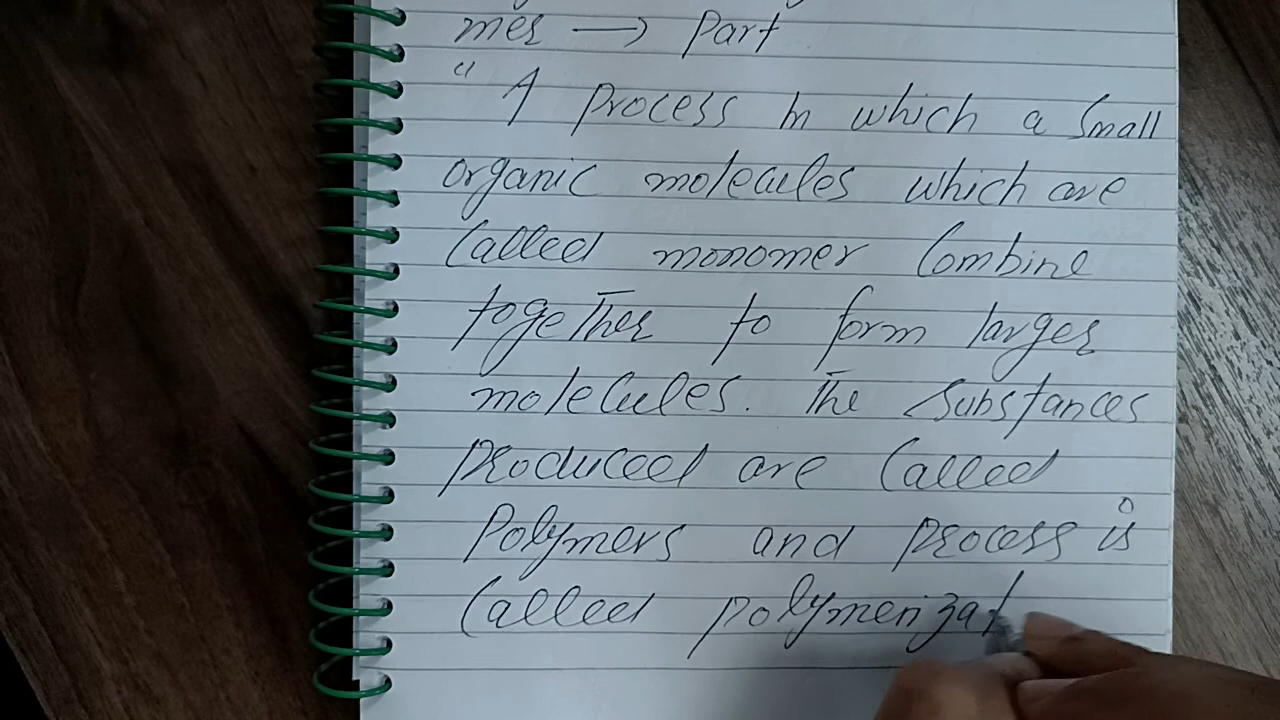 mer → Part
" A process in which a small
organic molecules which are
called monomer combine
together to form larger
molecules. The substances
produced are called
Polymers and process is
called polymerizat